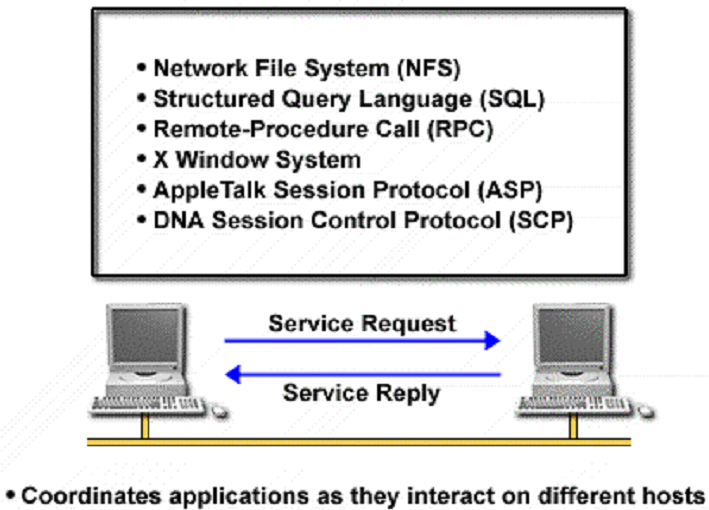 • Network File System (NFS)
• Structured Query Language (SQL)
• Remote-Procedure Call (RPC)
• X Window System
• AppleTalk Session Protocol (ASP)
• DNA Session Control Protocol (SCP)
Service Request
Service Reply
• Coordinates applications as they interact on different hosts